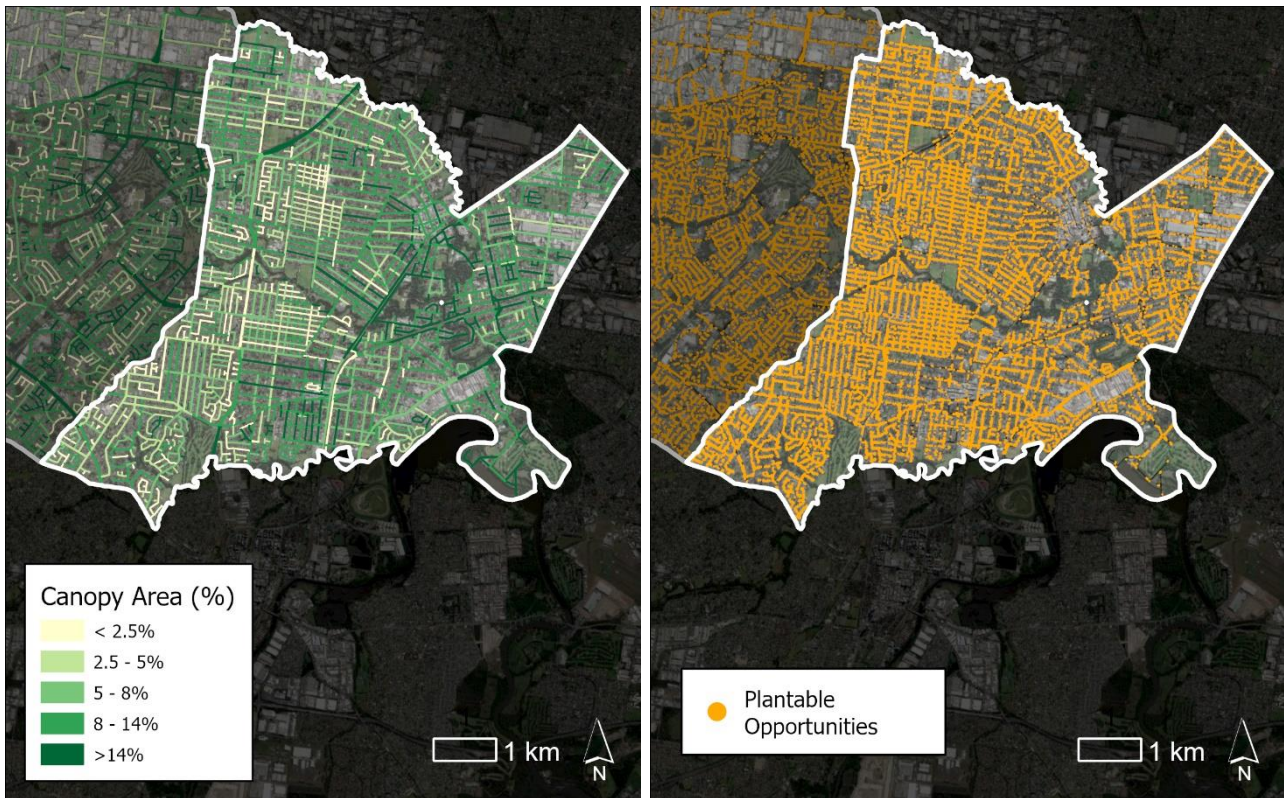 Canopy Area (%)
< 2.5%
2.5 - 5%
5 - 8%
8 - 14%
>14%
1 km
N
Plantable
Opportunities
1 km
N